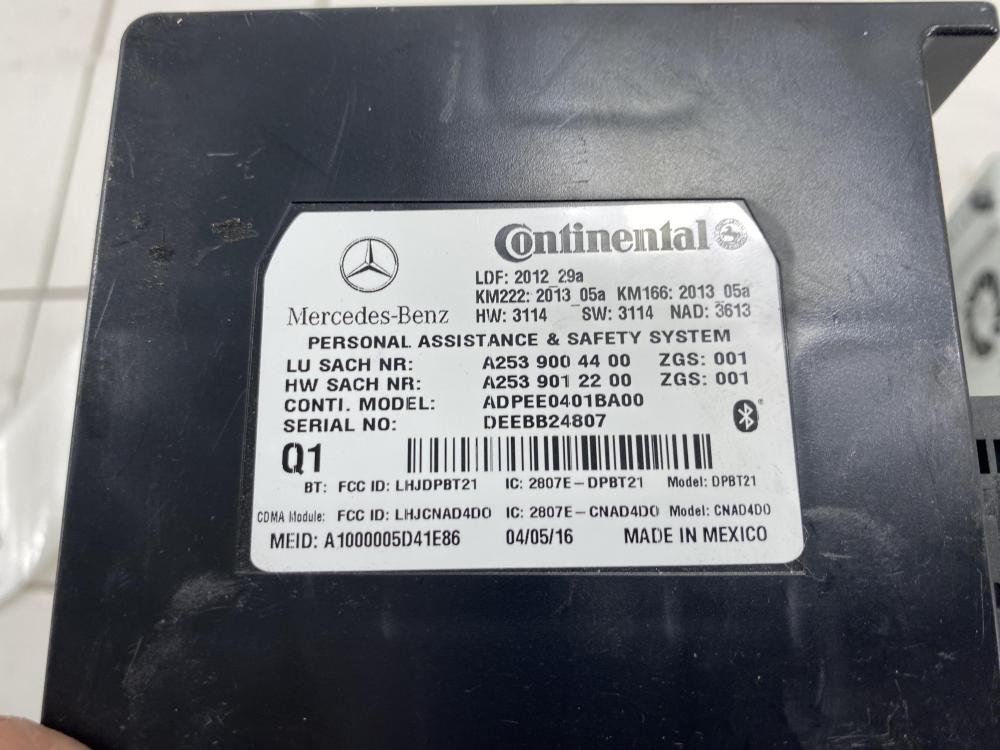 Continental
LDF: 2012_29a
KM222: 2013_05a KM166: 2013_05a
Mercedes-Benz HW: 3114 SW: 3114 NAD: 3613
PERSONAL ASSISTANCE & SAFETY SYSTEM
LU SACH NR: A253 900 44 00 ZGS: 001
HW SACH NR: A253 901 22 00 ZGS: 001
CONTI. MODEL: ADPEE0401BA00
SERIAL NO: DEEBB24807
Q1
BT: FCC ID: LHJDPBT21 IC: 2807E-DPBT21 Model: DPBT21
CDMA Module: FCC ID: LHJCNAD4DO IC: 2807E-CNAD4DO Model: CNAD4DO
MEID: A1000005D41E86 04/05/16 MADE IN MEXICO